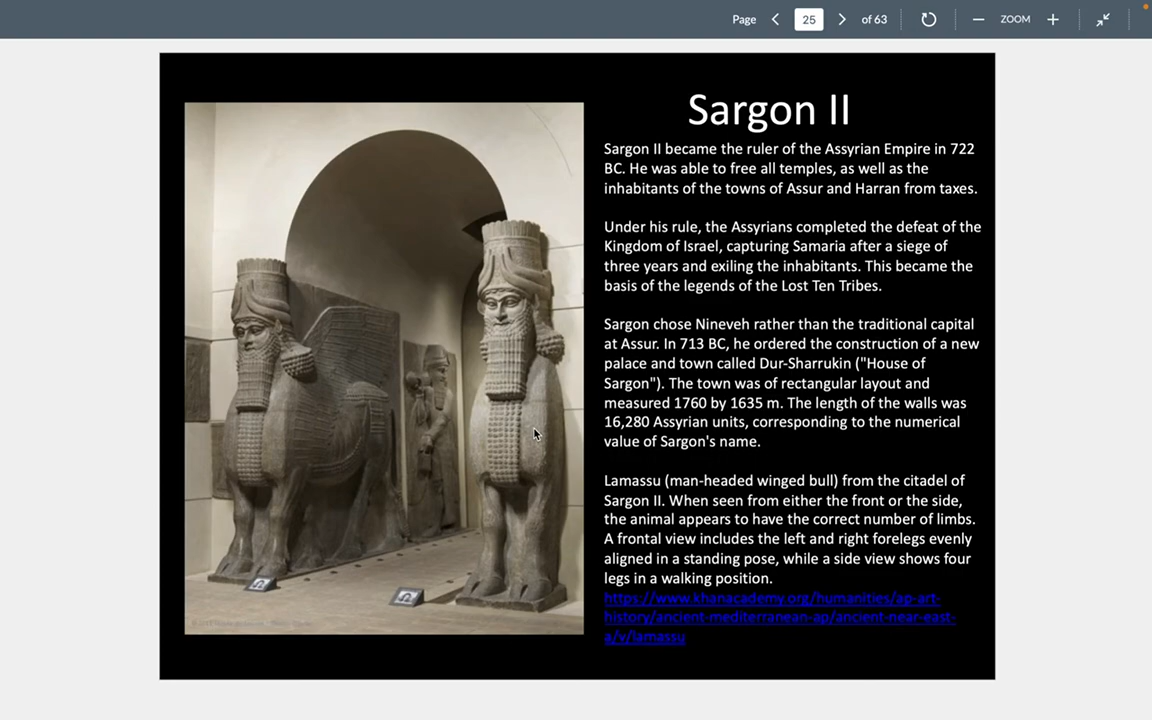 Page 25 of 63 ZOOM
Sargon II
Sargon II became the ruler of the Assyrian Empire in 722
BC. He was able to free all temples, as well as the
inhabitants of the towns of Assur and Harran from taxes.
Under his rule, the Assyrians completed the defeat of the
Kingdom of Israel, capturing Samaria after a siege of
three years and exiling the inhabitants. This became the
basis of the legends of the Lost Ten Tribes.
Sargon chose Nineveh rather than the traditional capital
at Assur. In 713 BC, he ordered the construction of a new
palace and town called Dur-Sharrukin ("House of
Sargon"). The town was of rectangular layout and
measured 1760 by 1635 m. The length of the walls was
16,280 Assyrian units, corresponding to the numerical
value of Sargon's name.
Lamassu (man-headed winged bull) from the citadel of
Sargon II. When seen from either the front or the side,
the animal appears to have the correct number of limbs.
A frontal view includes the left and right forelegs evenly
aligned in a standing pose, while a side view shows four
legs in a walking position.
https://www.khanacademy.org/humanities/ap-art-
history/ancient-mediterranean-ap/ancient-near-east-
a/v/lamassu